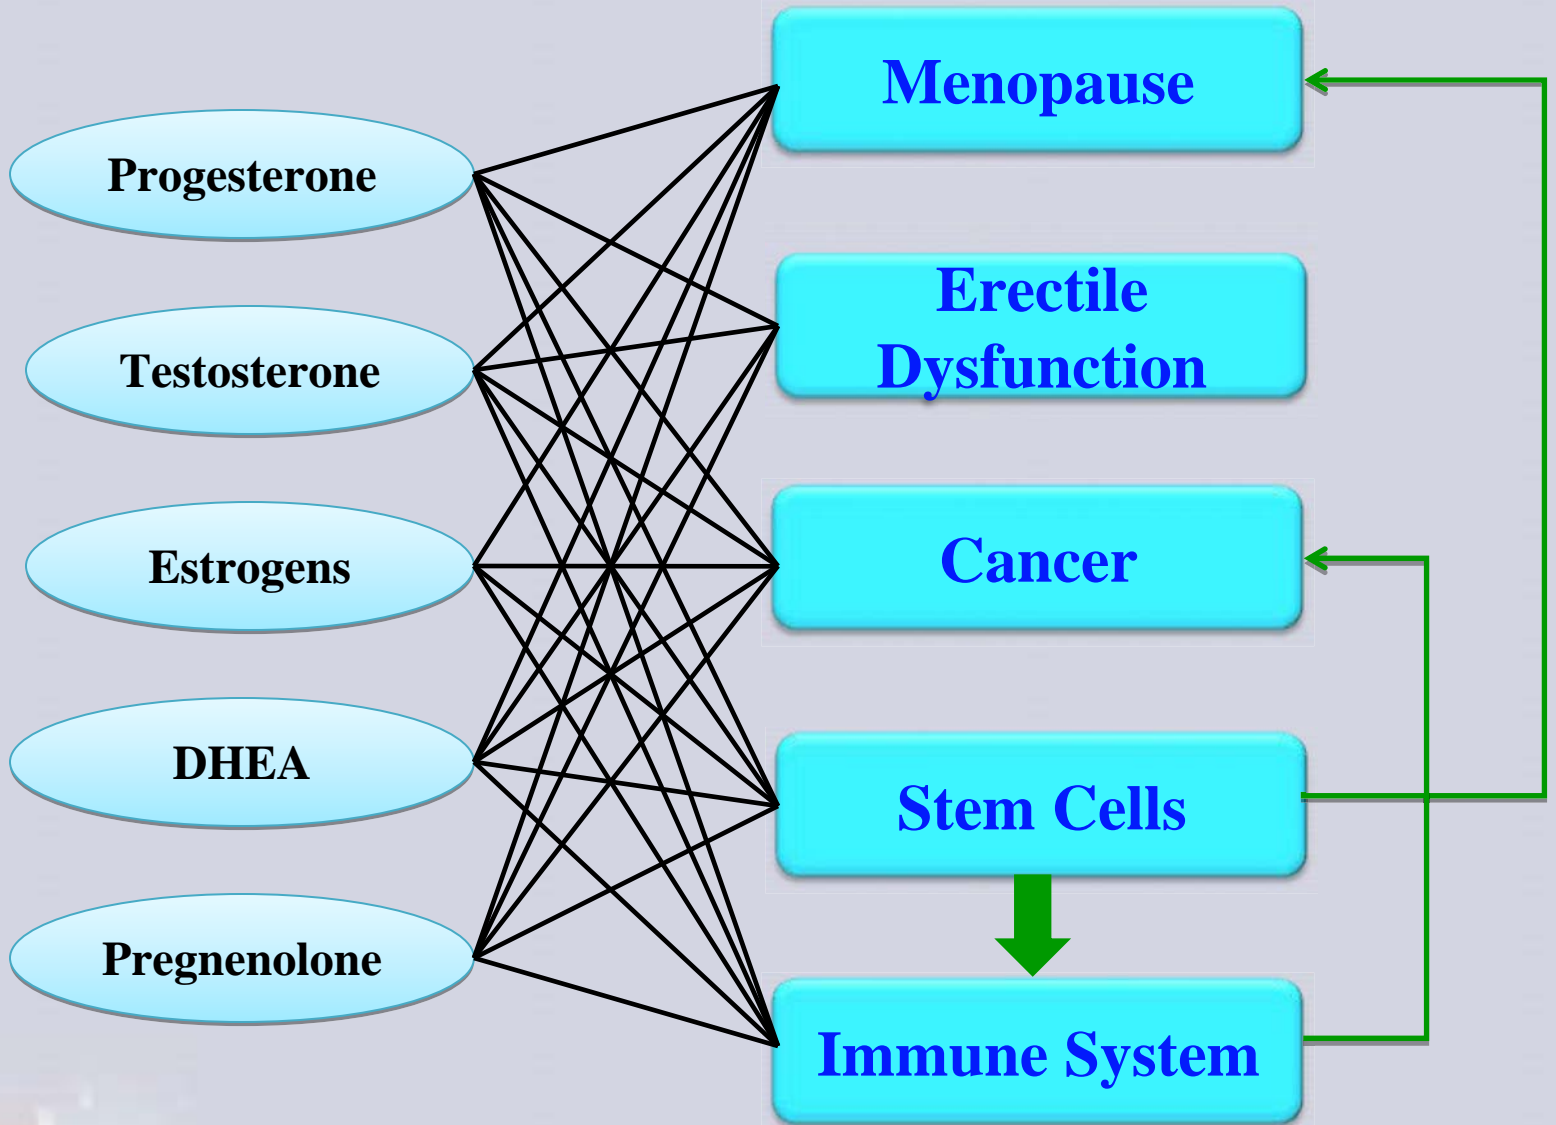 Progesterone
Testosterone
Estrogens
DHEA
Pregnenolone
Menopause
Erectile
Dysfunction
Cancer
Stem Cells
Immune System